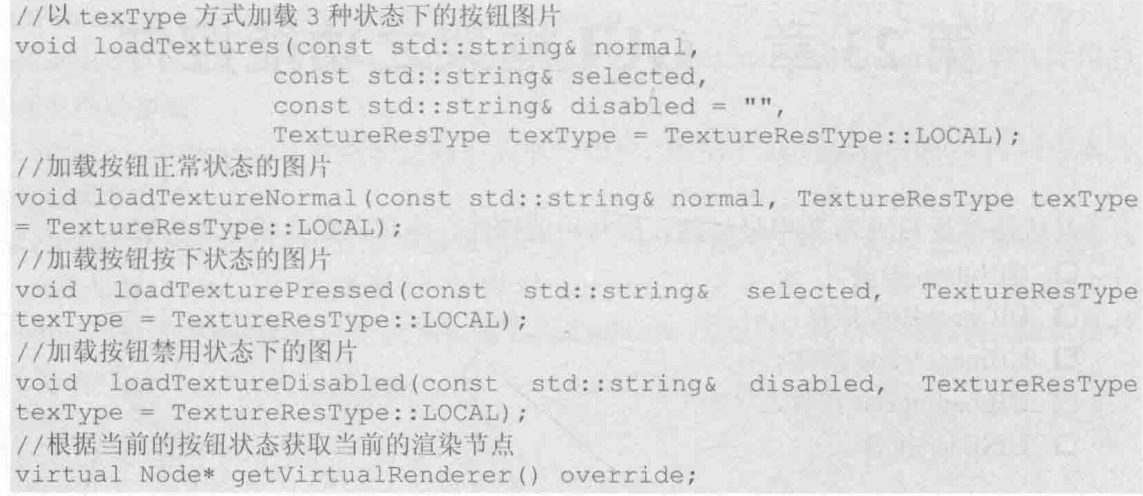 //以 texType 方式加载 3 种状态下的按钮图片
void loadTextures(const std::string& normal,
const std::string& selected,
const std::string& disabled = "",
TextureResType texType = TextureResType::LOCAL);
//加载按钮正常状态的图片
void loadTextureNormal(const std::string& normal, TextureResType texType
= TextureResType::LOCAL);
//加载按钮按下状态的图片
void loadTexturePressed(const std::string& selected, TextureResType
texType = TextureResType::LOCAL);
//加载按钮禁用状态下的图片
void loadTextureDisabled(const std::string& disabled, TextureResType
texType = TextureResType::LOCAL);
//根据当前的按钮状态获取当前的渲染节点
virtual Node* getVirtualRenderer() override;